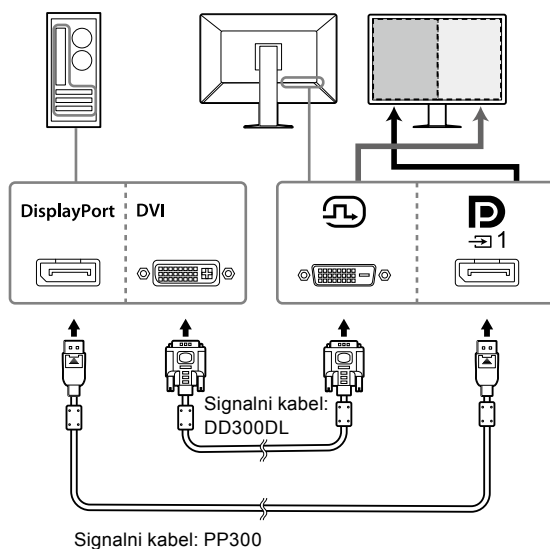 DisplayPort DVI
1
Signalni kabel:
DD300DL
Signalni kabel: PP300